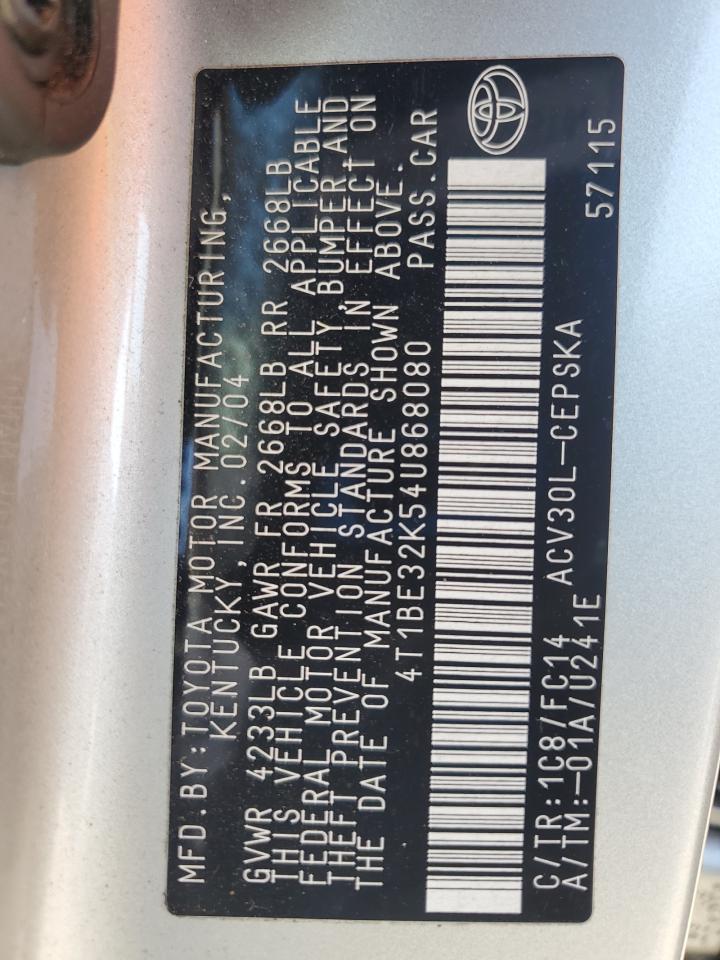 MFD.BY:TOYOTA MOTOR MANUFACTURING,
KENTUCKY,INC.02/04
GVWR 4233LB GAWR FR 2668LB RR 2668LB
THIS VEHICLE CONFORMS TO ALL APPLICABLE
FEDERAL MOTOR VEHICLE SAFETY,BUMPER AND
THEFT PREVENTION STANDARDS IN EFFECT ON
THE DATE OF MANUFACTURE SHOWN ABOVE.
4T1BE32K54U868080 PASS.CAR
C/TR:1C8/FC14 ACV30L-CEPSKA
A/TM:-01A/U241E 57115